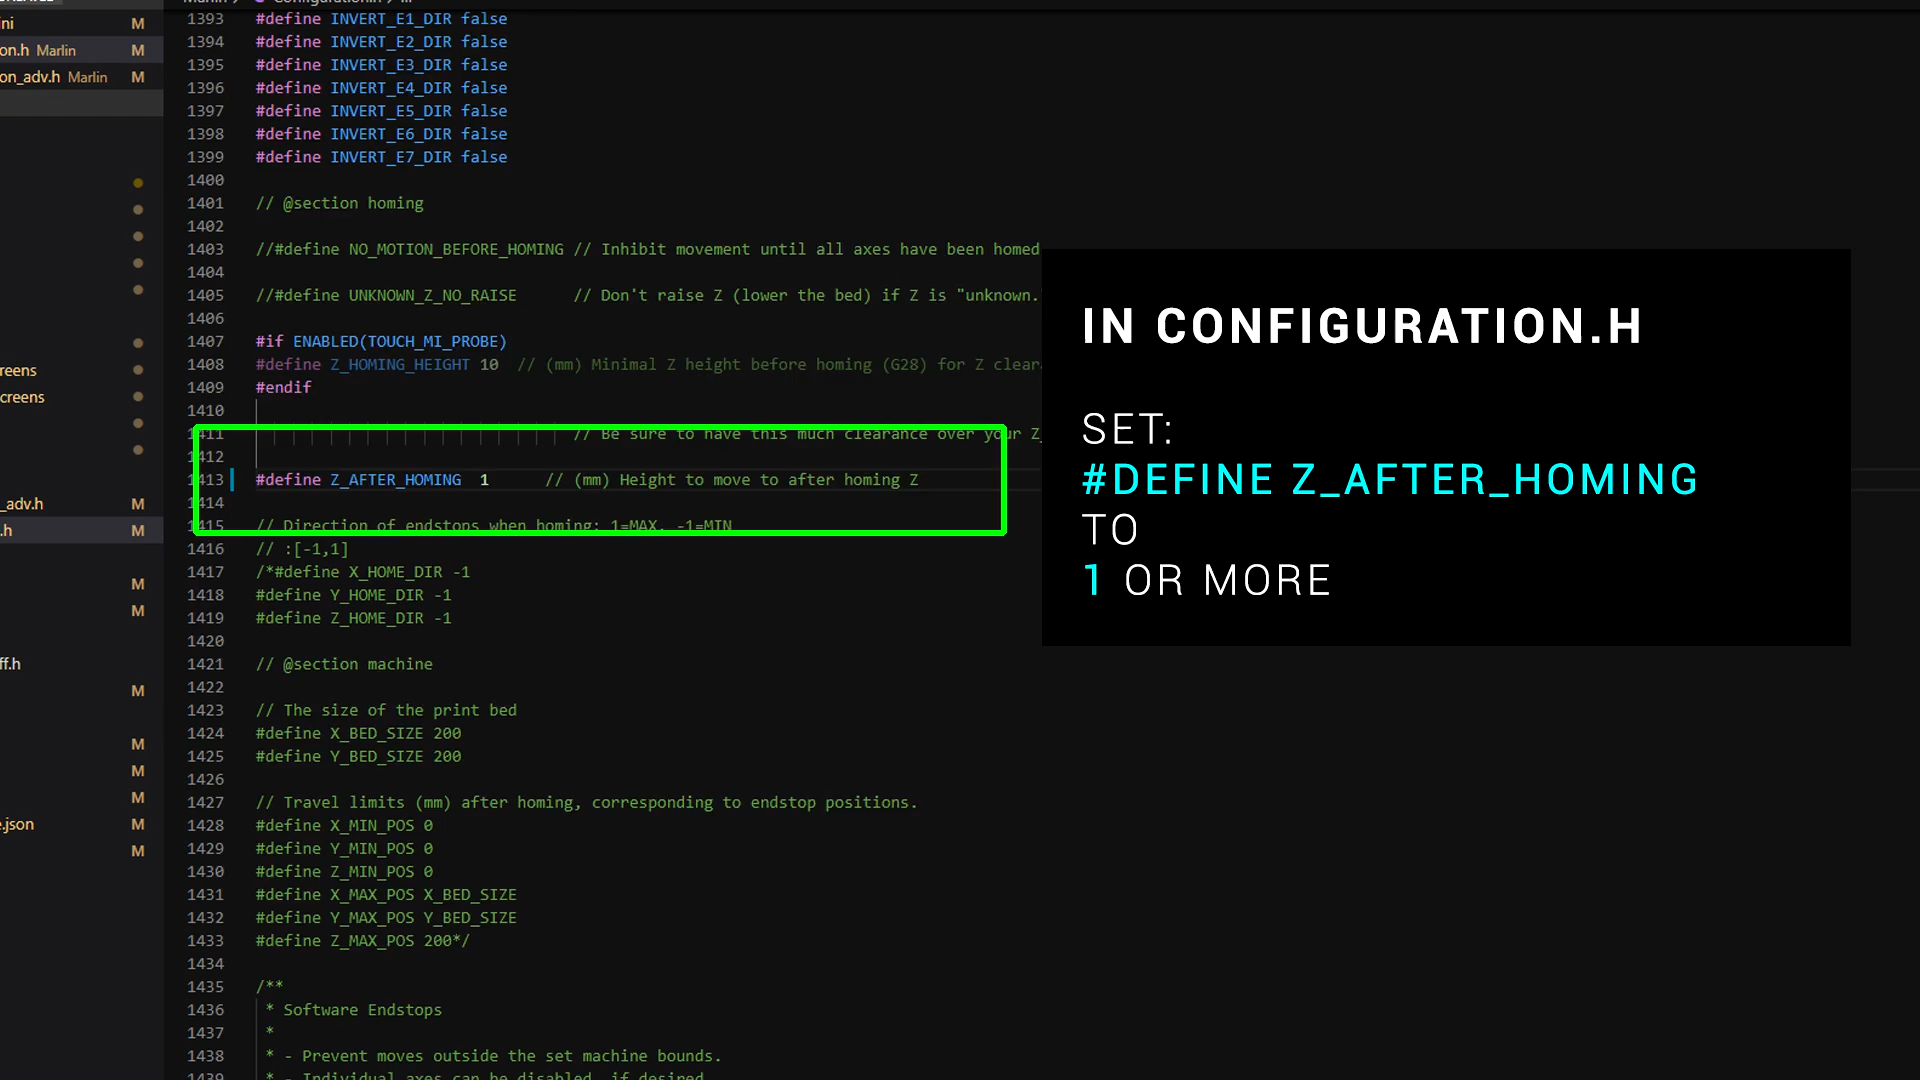 ni M
on.h Marlin M
on_adv.h Marlin M
reens
creens
_adv.h M
.h M
M
M
ff.h
M
M
M
M
.json M
M
1393 #define INVERT_E1_DIR false
1394 #define INVERT_E2_DIR false
1395 #define INVERT_E3_DIR false
1396 #define INVERT_E4_DIR false
1397 #define INVERT_E5_DIR false
1398 #define INVERT_E6_DIR false
1399 #define INVERT_E7_DIR false
1400
1401 // @section homing
1402
1403 //#define NO_MOTION_BEFORE_HOMING // Inhibit movement until all axes have been homed
1404
1405 //#define UNKNOWN_Z_NO_RAISE // Don't raise Z (lower the bed) if Z is "unknown."
1406
1407 #if ENABLED(TOUCH_MI_PROBE)
1408 #define Z_HOMING_HEIGHT 10 // (mm) Minimal Z height before homing (G28) for Z clear
1409 #endif
1410
1411 // Be sure to have this much clearance over your Z_
1412
1413 #define Z_AFTER_HOMING 1 // (mm) Height to move to after homing Z
1414
1415 // Direction of endstops when homing; 1=MAX, -1=MIN
1416 // :[-1,1]
1417 /*#define X_HOME_DIR -1
1418 #define Y_HOME_DIR -1
1419 #define Z_HOME_DIR -1
1420
1421 // @section machine
1422
1423 // The size of the print bed
1424 #define X_BED_SIZE 200
1425 #define Y_BED_SIZE 200
1426
1427 // Travel limits (mm) after homing, corresponding to endstop positions.
1428 #define X_MIN_POS 0
1429 #define Y_MIN_POS 0
1430 #define Z_MIN_POS 0
1431 #define X_MAX_POS X_BED_SIZE
1432 #define Y_MAX_POS Y_BED_SIZE
1433 #define Z_MAX_POS 200*/
1434
1435 /**
1436 * Software Endstops
1437 *
1438 * - Prevent moves outside the set machine bounds.
1439 * - Individual axes can be disabled, if desired.
IN CONFIGURATION.H
SET:
#DEFINE Z_AFTER_HOMING
TO
1 OR MORE